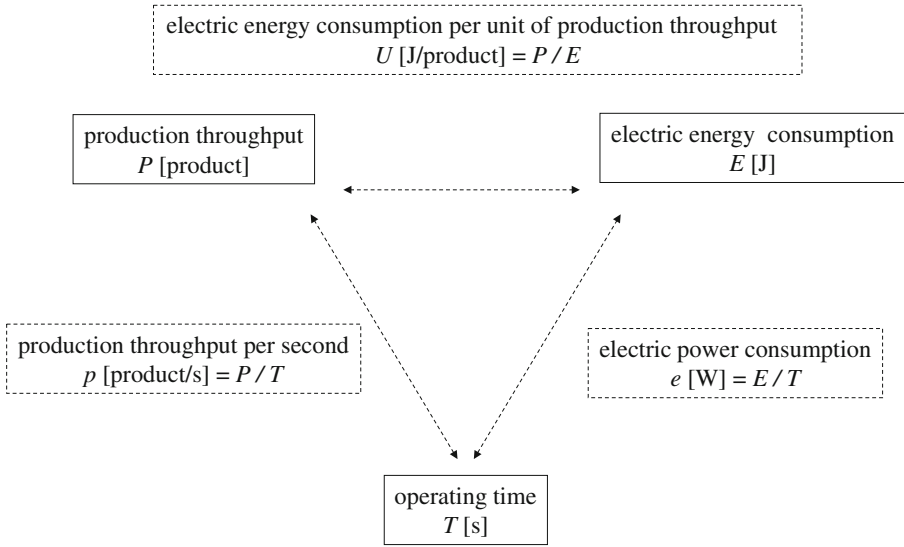 electric energy consumption per unit of production throughput
U [J/product] = P / E
production throughput
P [product]
electric energy consumption
E [J]
production throughput per second
p [product/s] = P / T
electric power consumption
e [W] = E / T
operating time
T [s]